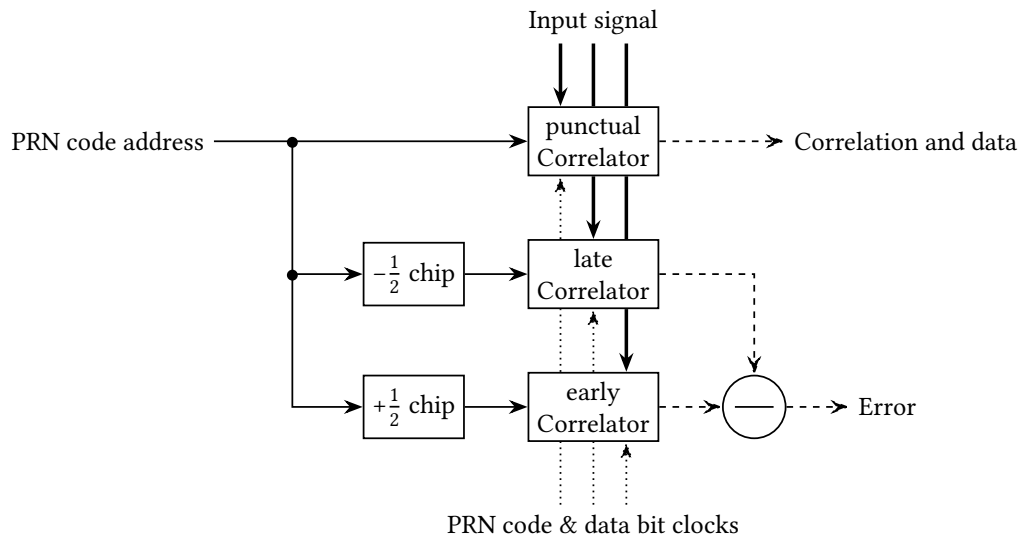 Input signal
PRN code address
punctual
Correlator
Correlation and data
−1/2 chip
late
Correlator
+1/2 chip
early
Correlator
—
Error
PRN code & data bit clocks